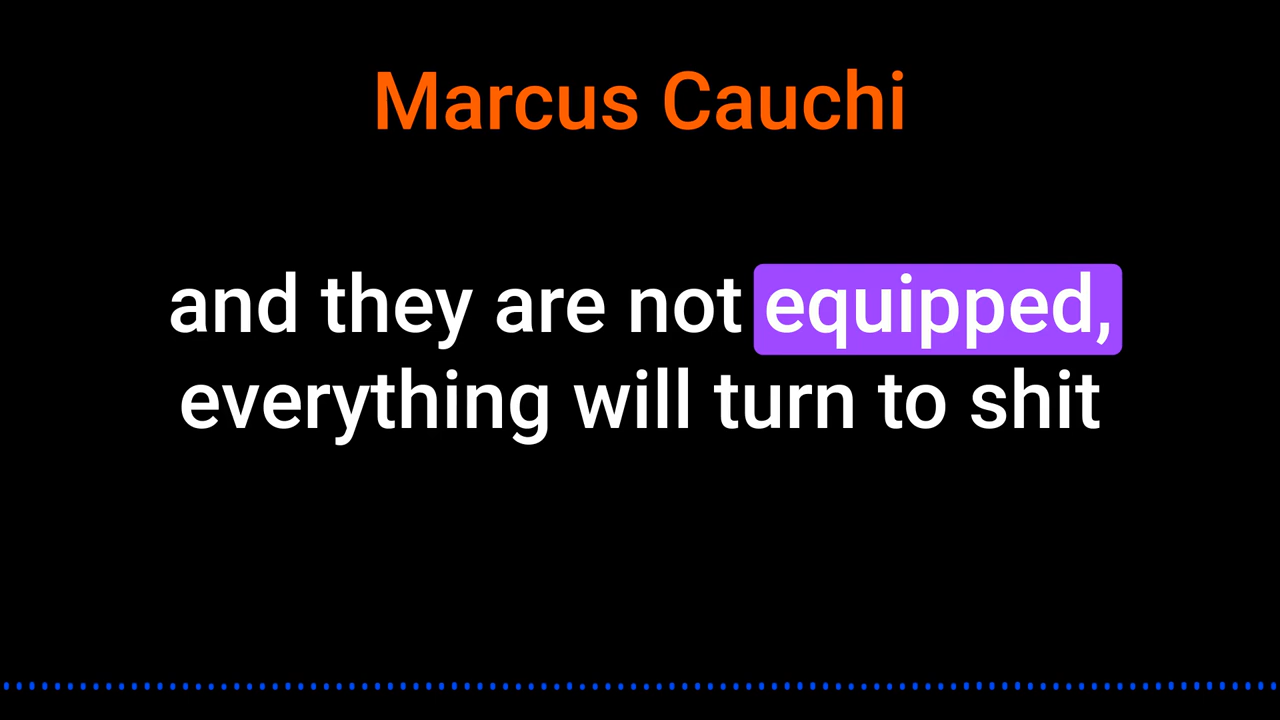 Marcus Cauchi
and they are not equipped,
everything will turn to shit